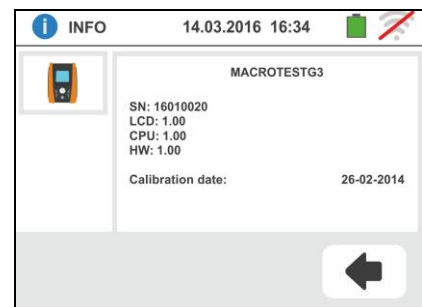 INFO 14.03.2016 16:34
MACROTESTG3
SN: 16010020
LCD: 1.00
CPU: 1.00
HW: 1.00
Calibration date: 26-02-2014